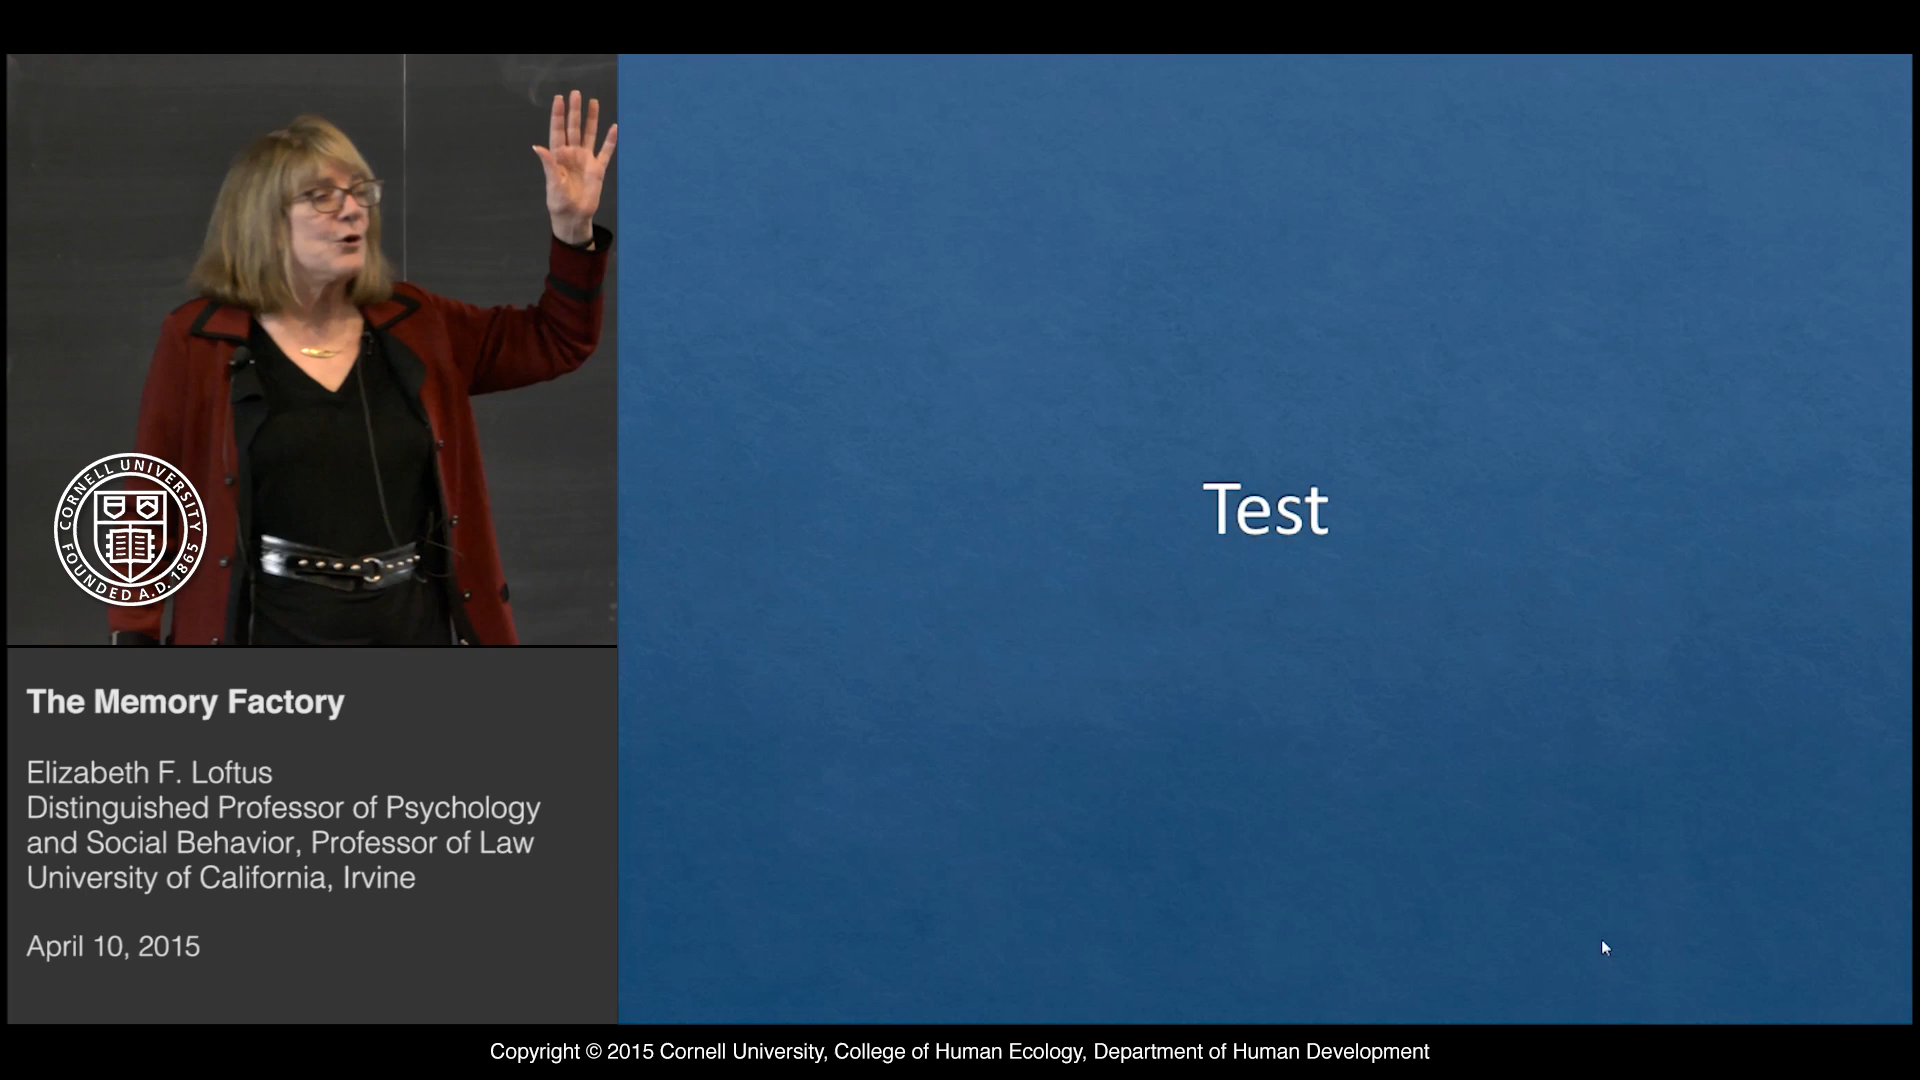 CORNELL UNIVERSITY
FOUNDED A.D. 1865
Test
The Memory Factory
Elizabeth F. Loftus
Distinguished Professor of Psychology
and Social Behavior, Professor of Law
University of California, Irvine
April 10, 2015
Copyright © 2015 Cornell University, College of Human Ecology, Department of Human Development